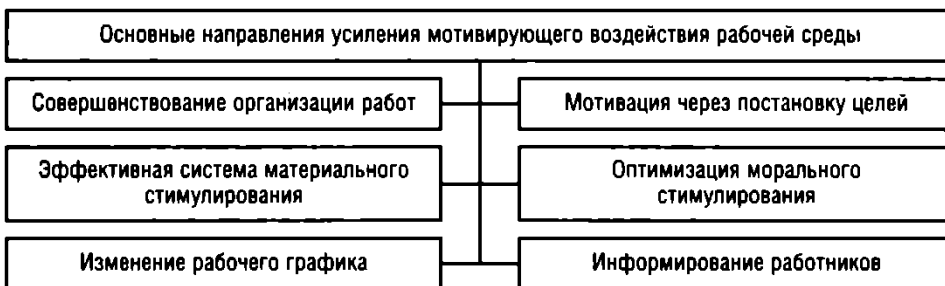 Основные направления усиления мотивирующего воздействия рабочей среды
Совершенствование организации работ
Мотивация через постановку целей
Эффективная система материального
стимулирования
Оптимизация морального
стимулирования
Изменение рабочего графика
Информирование работников